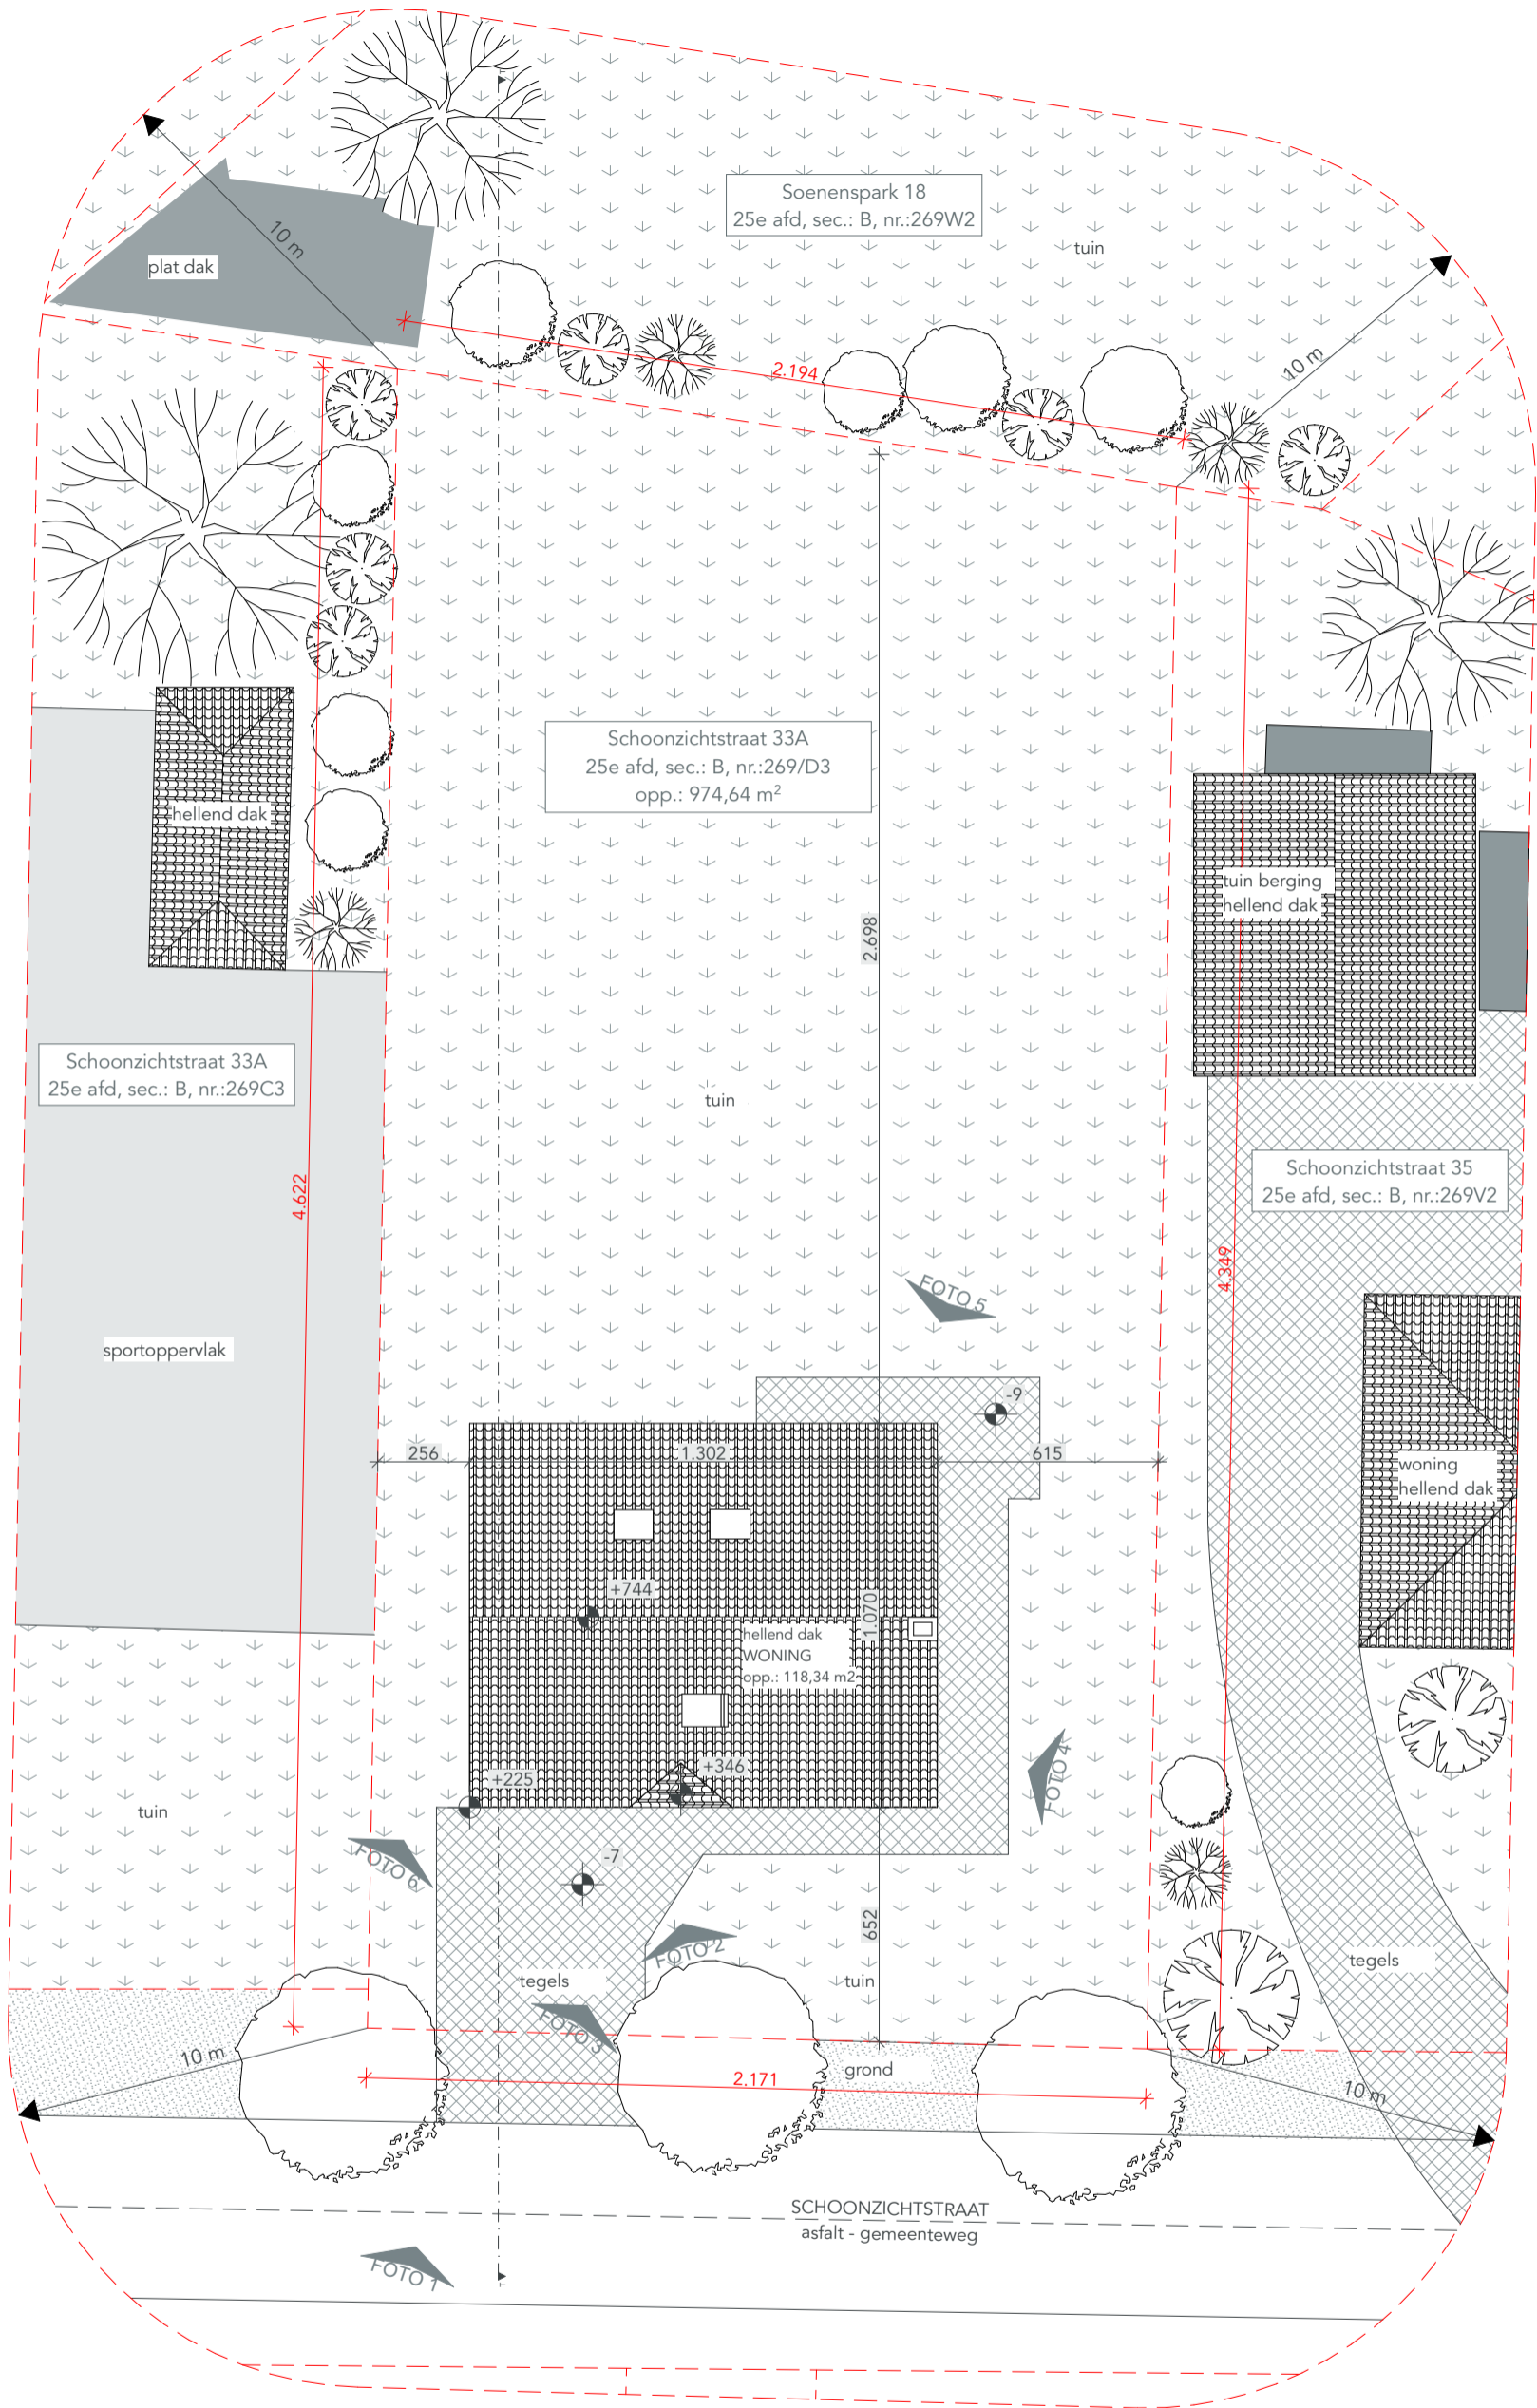 Soenenspark 18
25e afd, sec.: B, nr.:269W2
tuin
10 m
plat dak
10 m
2.194
Schoonzichtstraat 33A
25e afd, sec.: B, nr.:269/D3
opp.: 974,64 m²
hellend dak
tuin berging
hellend dak
2.698
Schoonzichtstraat 33A
25e afd, sec.: B, nr.:269C3
tuin
Schoonzichtstraat 35
25e afd, sec.: B, nr.:269V2
4.622
4.349
FOTO 5
sportoppervlak
-9
256
1.302
615
woning
hellend dak
+744
1.070
hellend dak
WONING
opp.: 118,34 m2
+346
+225
FOTO 4
tuin
FOTO 6
-7
652
FOTO 2
tegels
tuin
tegels
FOTO 3
10 m
grond
2.171
10 m
SCHOONZICHTSTRAAT
asfalt - gemeenteweg
FOTO 1